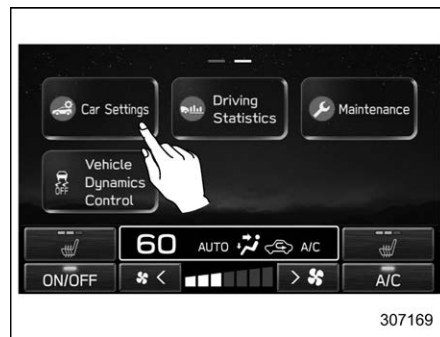 Car Settings
Driving
Statistics
Maintenance
OFF
Vehicle
Dynamics
Control
60 AUTO A/C
ON/OFF < > A/C
307169